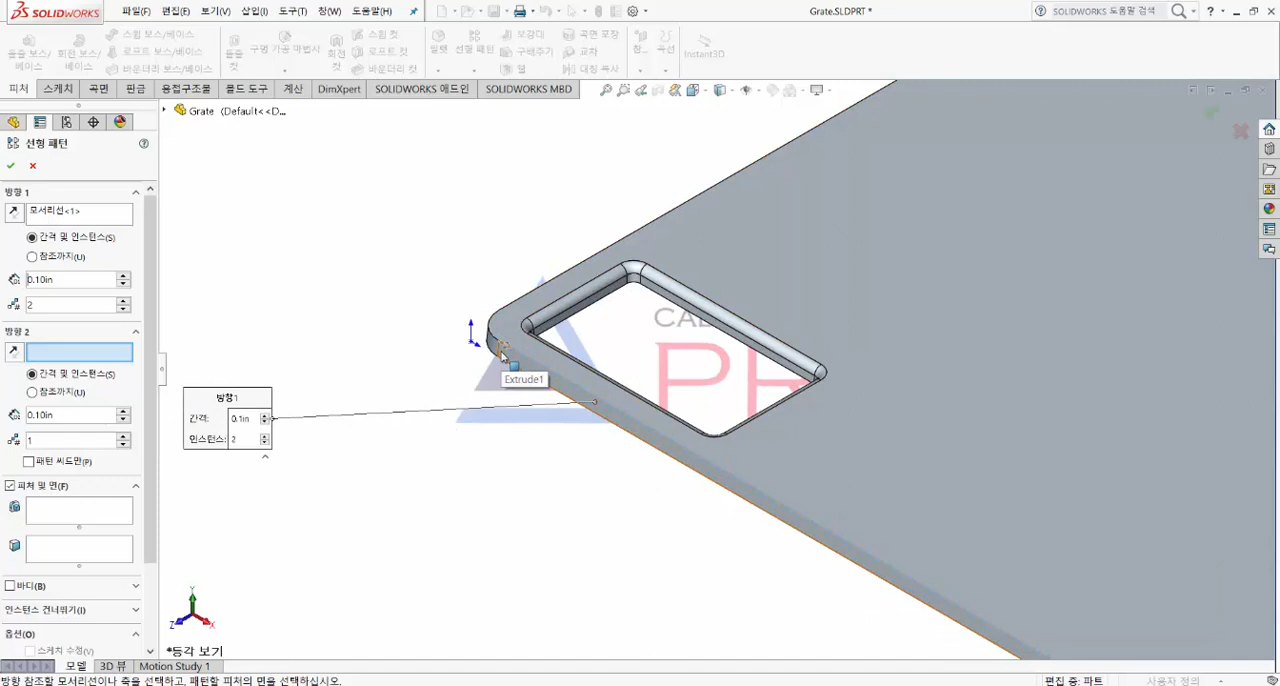 SOLIDWORKS 파일(F) 편집(E) 보기(V) 삽입(I) 도구(T) 창(W) 도움말(H) Grate.SLDPRT * SOLIDWORKS 도움말 검색
돌출 보스/베이스 회전 보스/베이스 스윕 보스/베이스 로프트 보스/베이스 바운더리 보스/베이스 돌출 컷 구멍 가공 마법사 회전 컷 스윕 컷 로프트 컷 바운더리 컷 필렛 선형 패턴 보강대 구배주기 쉘 곡면 포장 교차 대칭 복사 참... 곡선 Instant3D
피처 스케치 곡면 판금 용접구조물 몰드 도구 계산 DimXpert SOLIDWORKS 애드인 SOLIDWORKS MBD
Grate (Default<<D...
선형 패턴
방향 1
모서리선<1>
간격 및 인스턴스(S)
참조까지(U)
0.10in
2
방향 2
간격 및 인스턴스(S)
참조까지(U)
0.10in
1
패턴 씨드만(P)
피처 및 면(F)
바디(B)
인스턴스 건너뛰기(I)
옵션(O)
스케치 수정(V)
Extrude1
방향1
간격: 0.1in
인스턴스: 2
Y
Z
X
*등각 보기
모델 3D 뷰 Motion Study 1
방향 참조할 모서리이나 축을 선택하고, 패턴할 피처의 면을 선택하십시오. 편집 중: 파트 사용자 정의